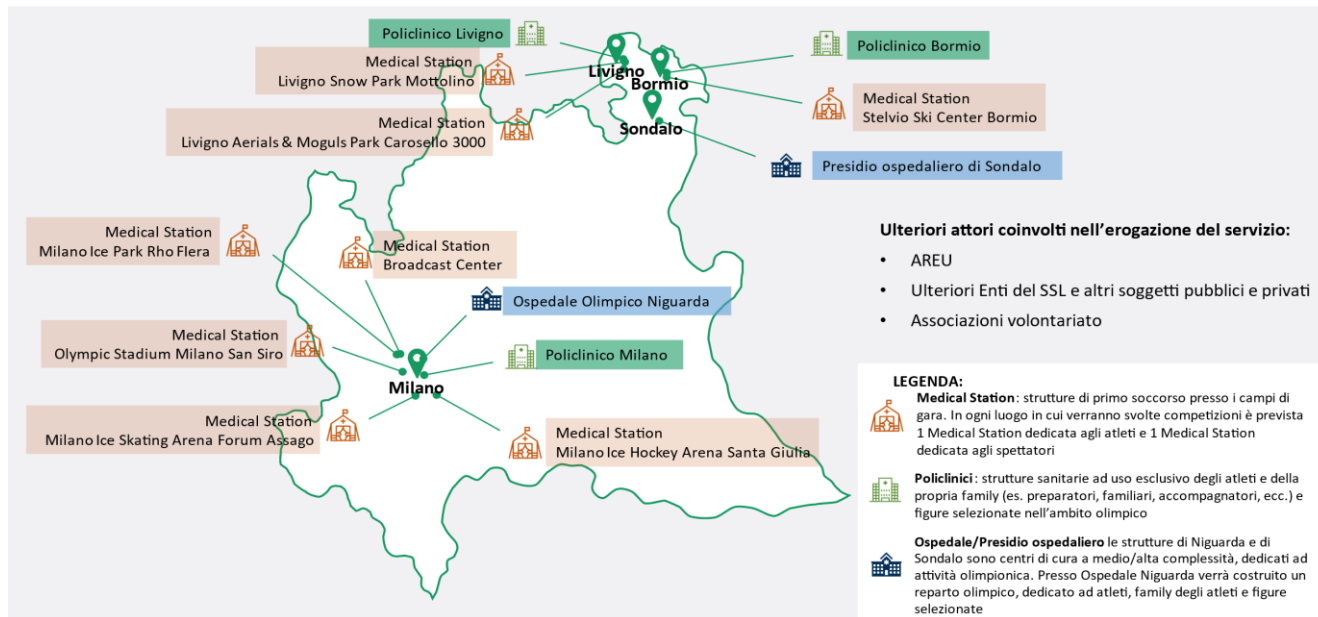 Policlinico Livigno
Medical Station
Livigno Snow Park Mottolino
Medical Station
Livigno Aerials & Moguls Park Carosello 3000
Livigno
Bormio
Sondalo
Policlinico Bormio
Medical Station
Stelvio Ski Center Bormio
Presidio ospedaliero di Sondalo
Medical Station
Milano Ice Park Rho Flera
Medical Station
Broadcast Center
Ospedale Olimpico Niguarda
Medical Station
Olympic Stadium Milano San Siro
Policlinico Milano
Milano
Medical Station
Milano Ice Skating Arena Forum Assago
Medical Station
Milano Ice Hockey Arena Santa Giulia
Ulteriori attori coinvolti nell'erogazione del servizio:
• AREU
• Ulteriori Enti del SSL e altri soggetti pubblici e privati
• Associazioni volontariato
LEGENDA:
Medical Station: strutture di primo soccorso presso i campi di
gara. In ogni luogo in cui verranno svolte competizioni è prevista
1 Medical Station dedicata agli atleti e 1 Medical Station
dedicata agli spettatori
Policlinici: strutture sanitarie ad uso esclusivo degli atleti e della
propria family (es. preparatori, familiari, accompagnatori, ecc.) e
figure selezionate nell'ambito olimpico
Ospedale/Presidio ospedaliero le strutture di Niguarda e di
Sondalo sono centri di cura a medio/alta complessità, dedicati ad
attività olimpionica. Presso Ospedale Niguarda verrà costruito un
reparto olimpico, dedicato ad atleti, family degli atleti e figure
selezionate